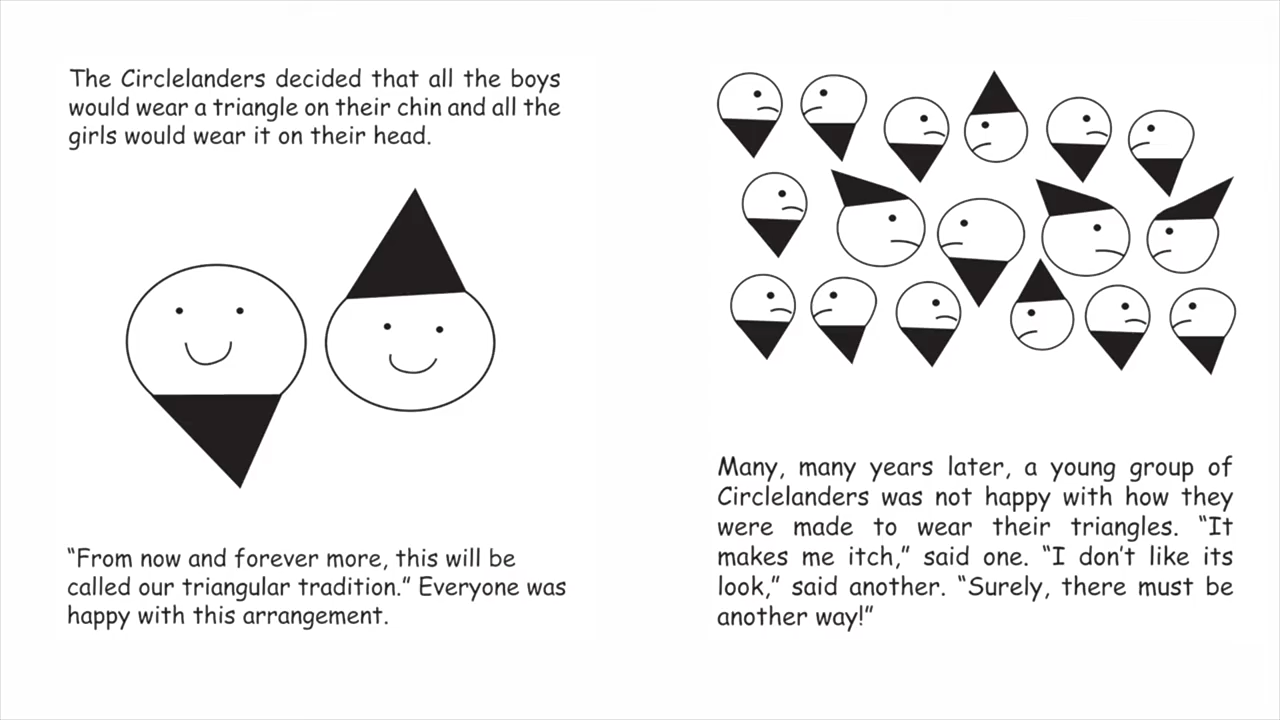 The Circlelanders decided that all the boys
would wear a triangle on their chin and all the
girls would wear it on their head.
“From now and forever more, this will be
called our triangular tradition.” Everyone was
happy with this arrangement.
Many, many years later, a young group of
Circlelanders was not happy with how they
were made to wear their triangles. “It
makes me itch,” said one. “I don’t like its
look,” said another. “Surely, there must be
another way!”